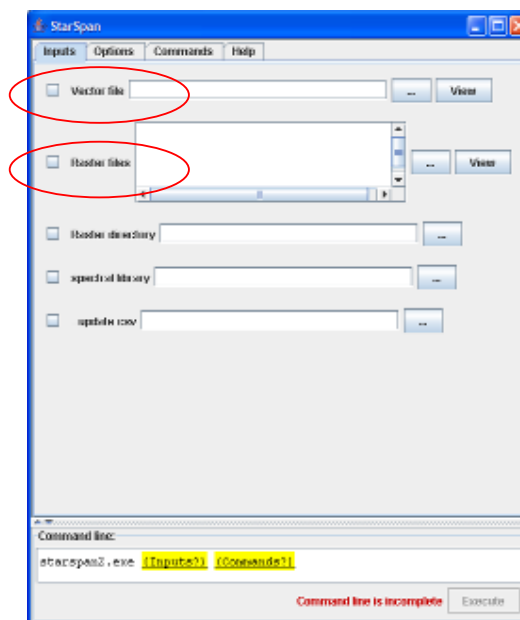 StarSpan
Inputs Options Commands Help
Vector file ... View
Raster files ... View
Raster directory ...
spectral library ...
update csv ...
Command line:
starspan2.exe (Inputs?) (Commands?)
Command line is incomplete Execute